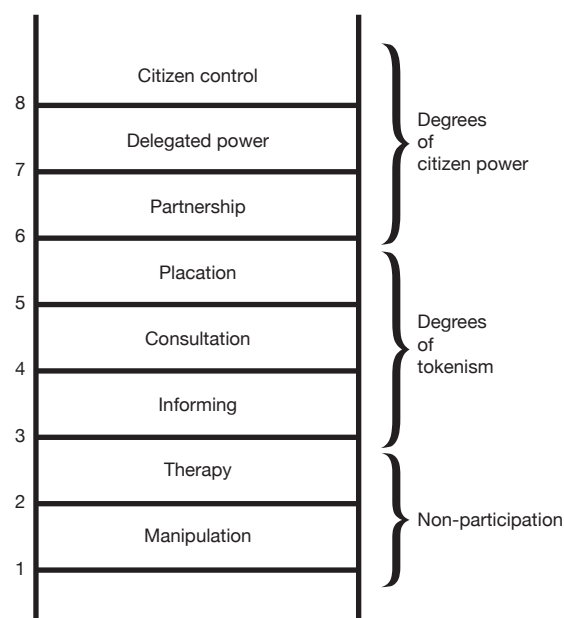 Citizen control
8
Delegated power
7
Partnership
6
Placation
5
Consultation
4
Informing
3
Therapy
2
Manipulation
1
Degrees
of
citizen power
Degrees
of
tokenism
Non-participation